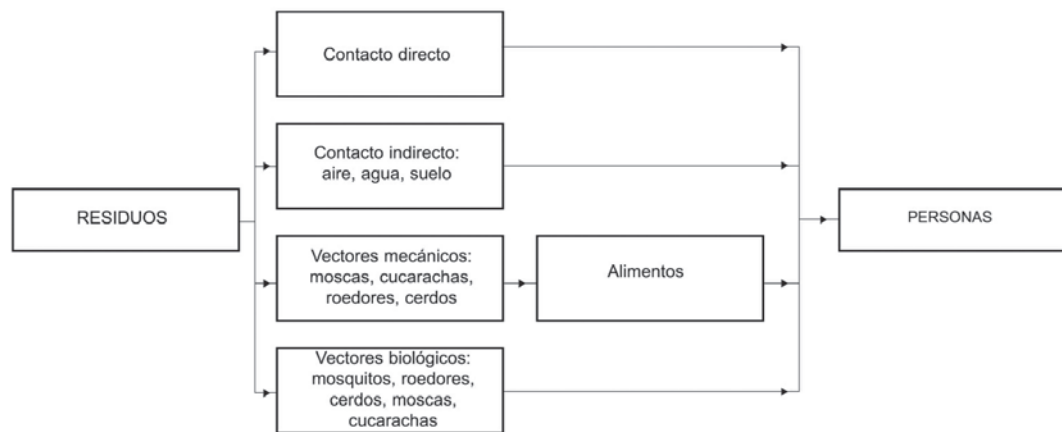 Contacto directo
Contacto indirecto:
aire, agua, suelo
RESIDUOS
PERSONAS
Vectores mecánicos:
moscas, cucarachas,
roedores, cerdos
Alimentos
Vectores biológicos:
mosquitos, roedores,
cerdos, moscas,
cucarachas